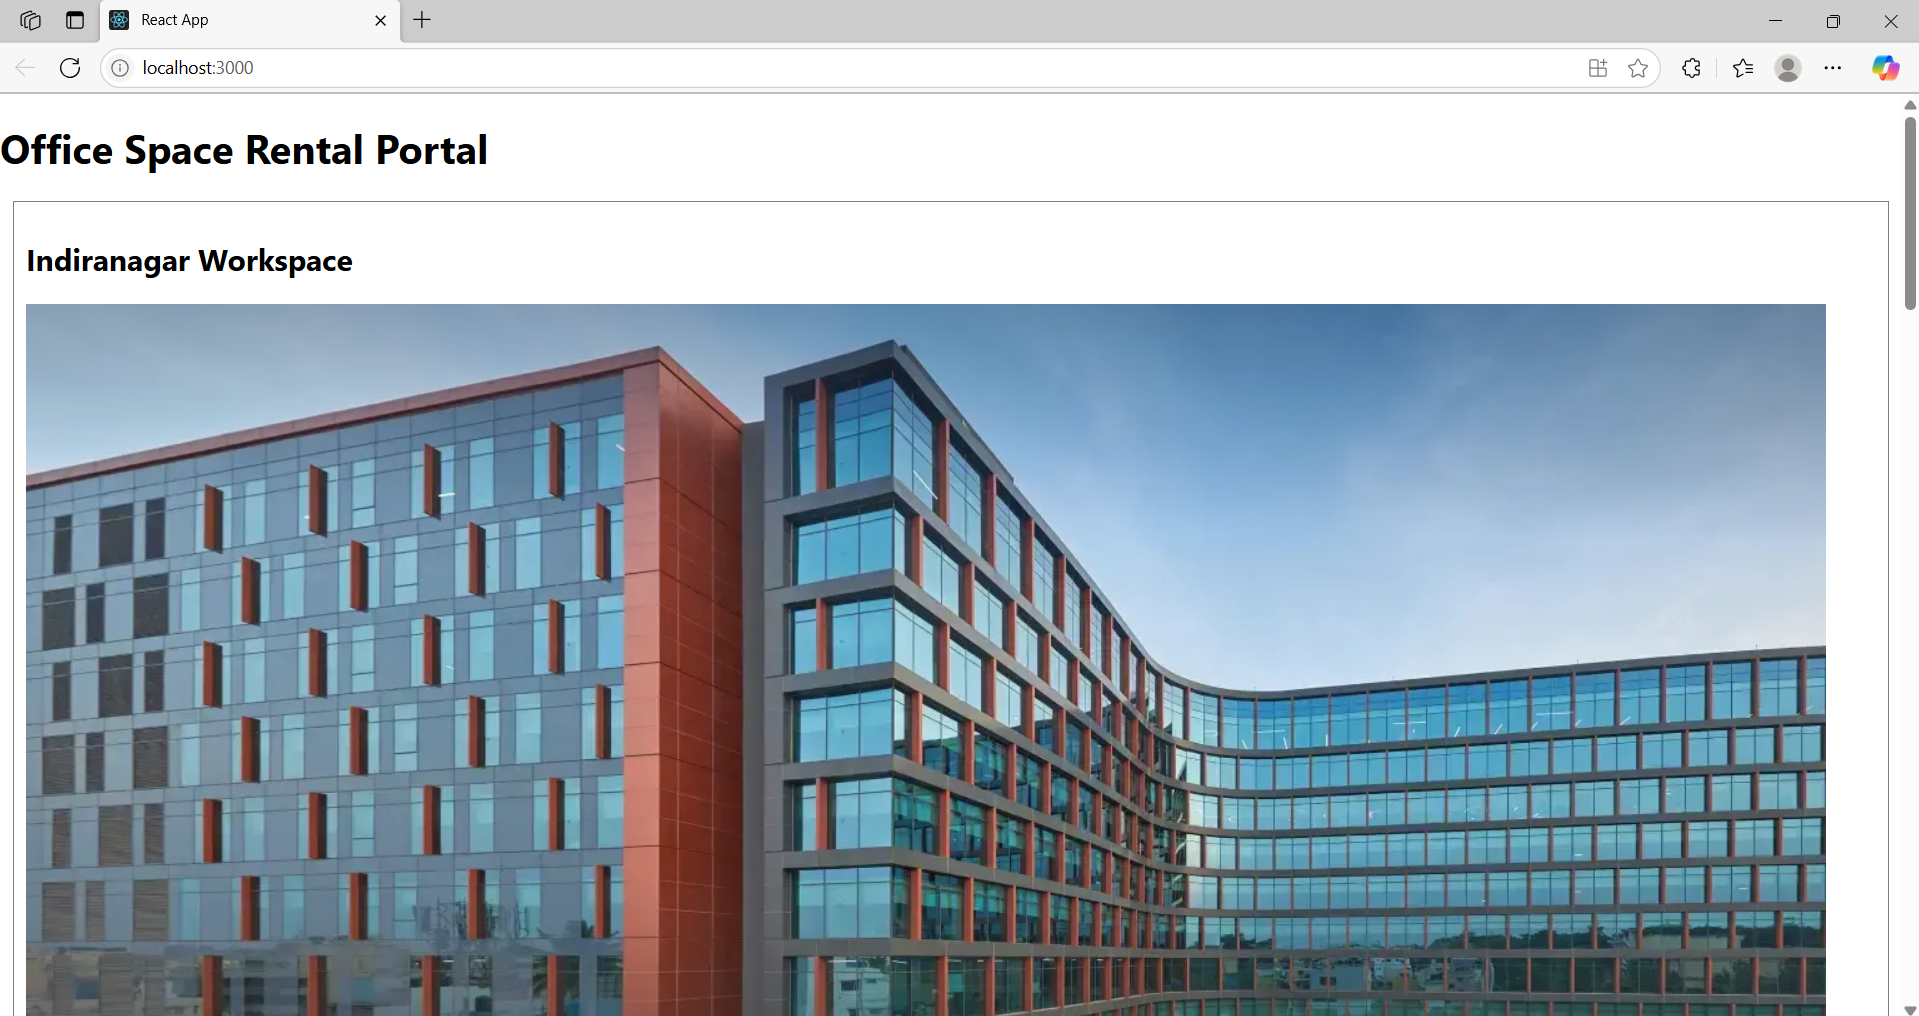 React App
localhost:3000
Office Space Rental Portal
Indiranagar Workspace